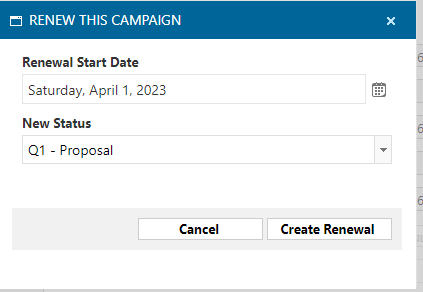 RENEW THIS CAMPAIGN
Renewal Start Date
Saturday, April 1, 2023
New Status
Q1 - Proposal
Cancel Create Renewal